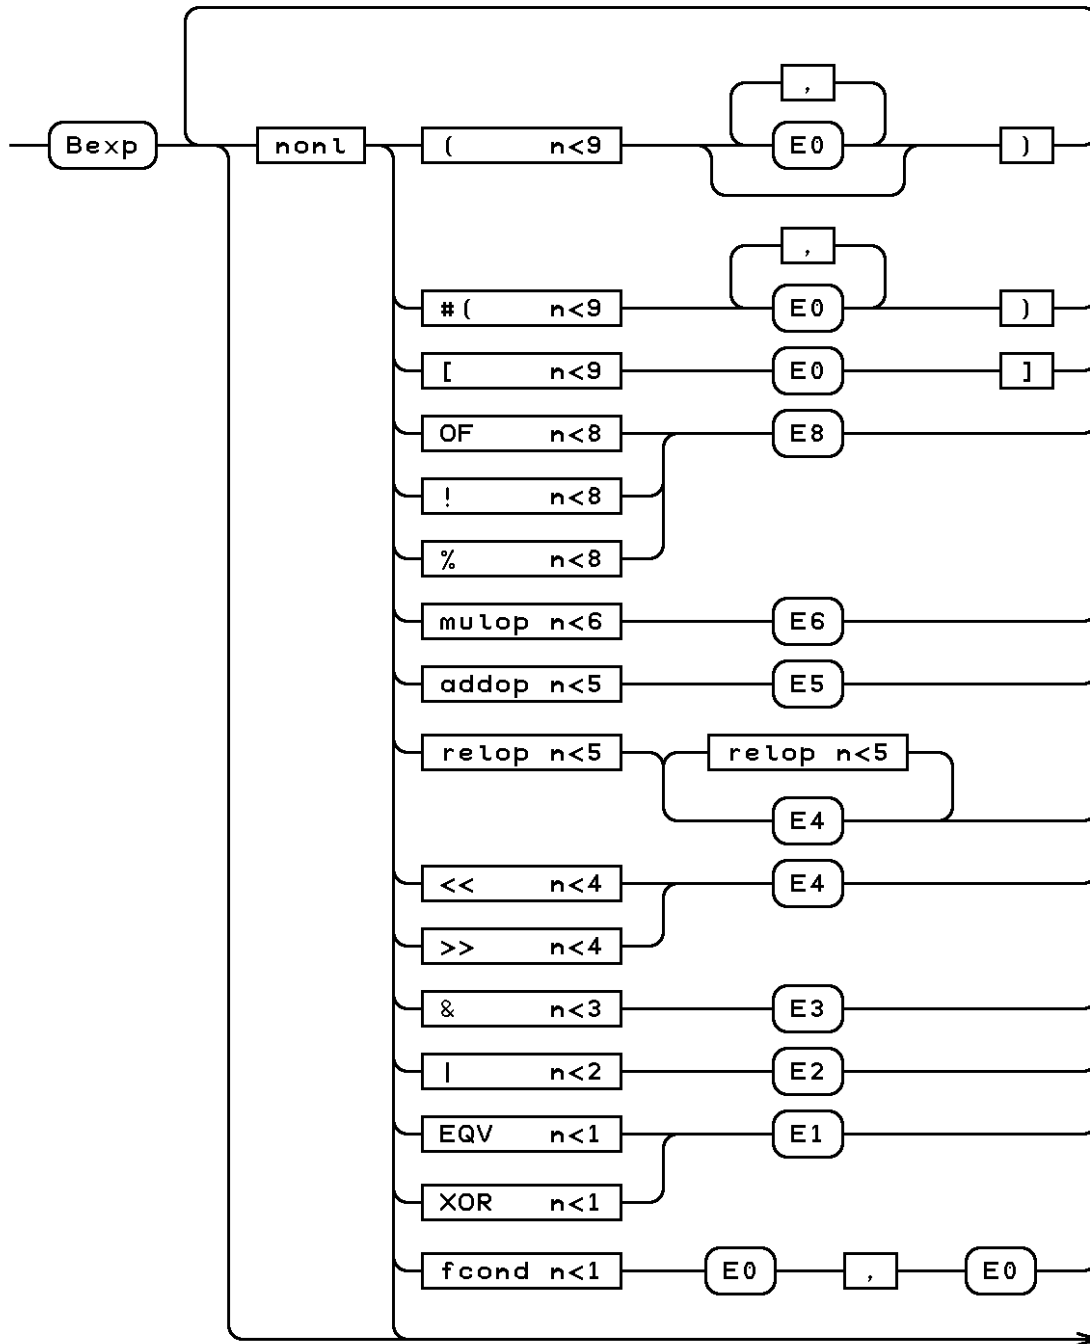 ,
Bexp nonl ( n<9 E0 )
,
#( n<9 E0 )
[ n<9 E0 ]
OF n<8 E8
! n<8
% n<8
mulop n<6 E6
addop n<5 E5
relop n<5 relop n<5
E4
<< n<4 E4
>> n<4
& n<3 E3
| n<2 E2
EQV n<1 E1
XOR n<1
fcond n<1 E0 , E0